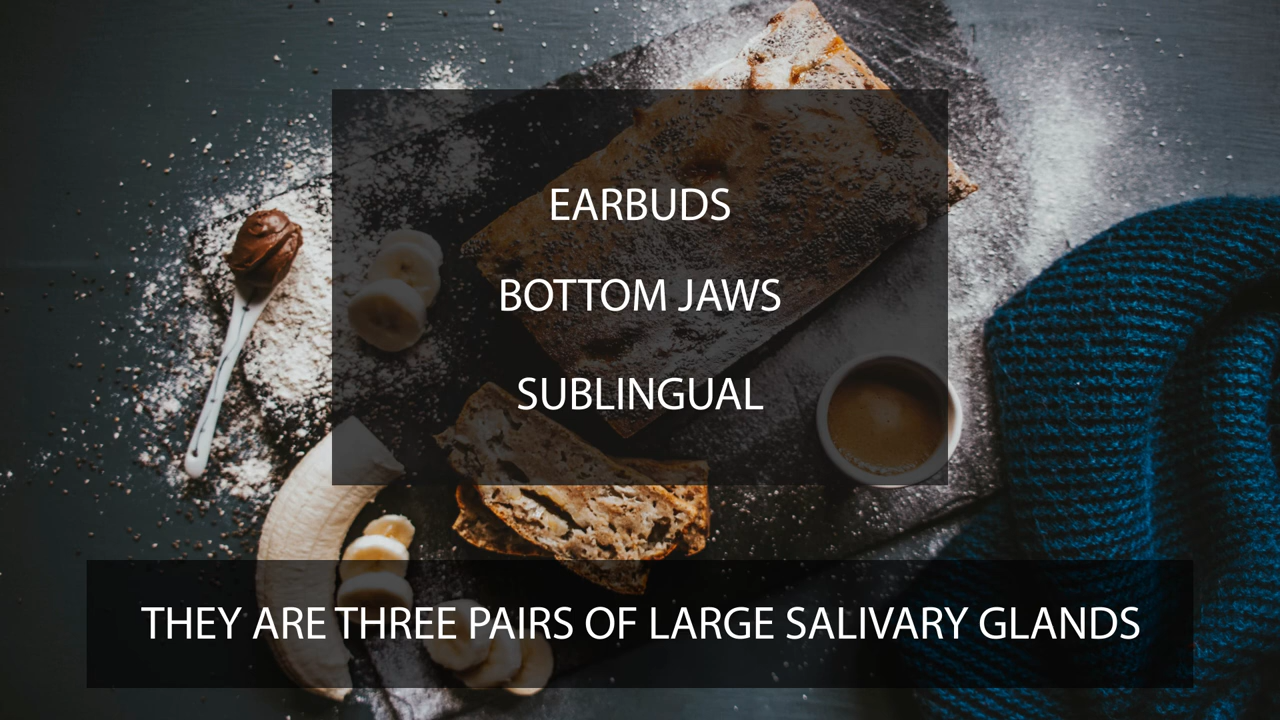 EARBUDS
BOTTOM JAWS
SUBLINGUAL
THEY ARE THREE PAIRS OF LARGE SALIVARY GLANDS